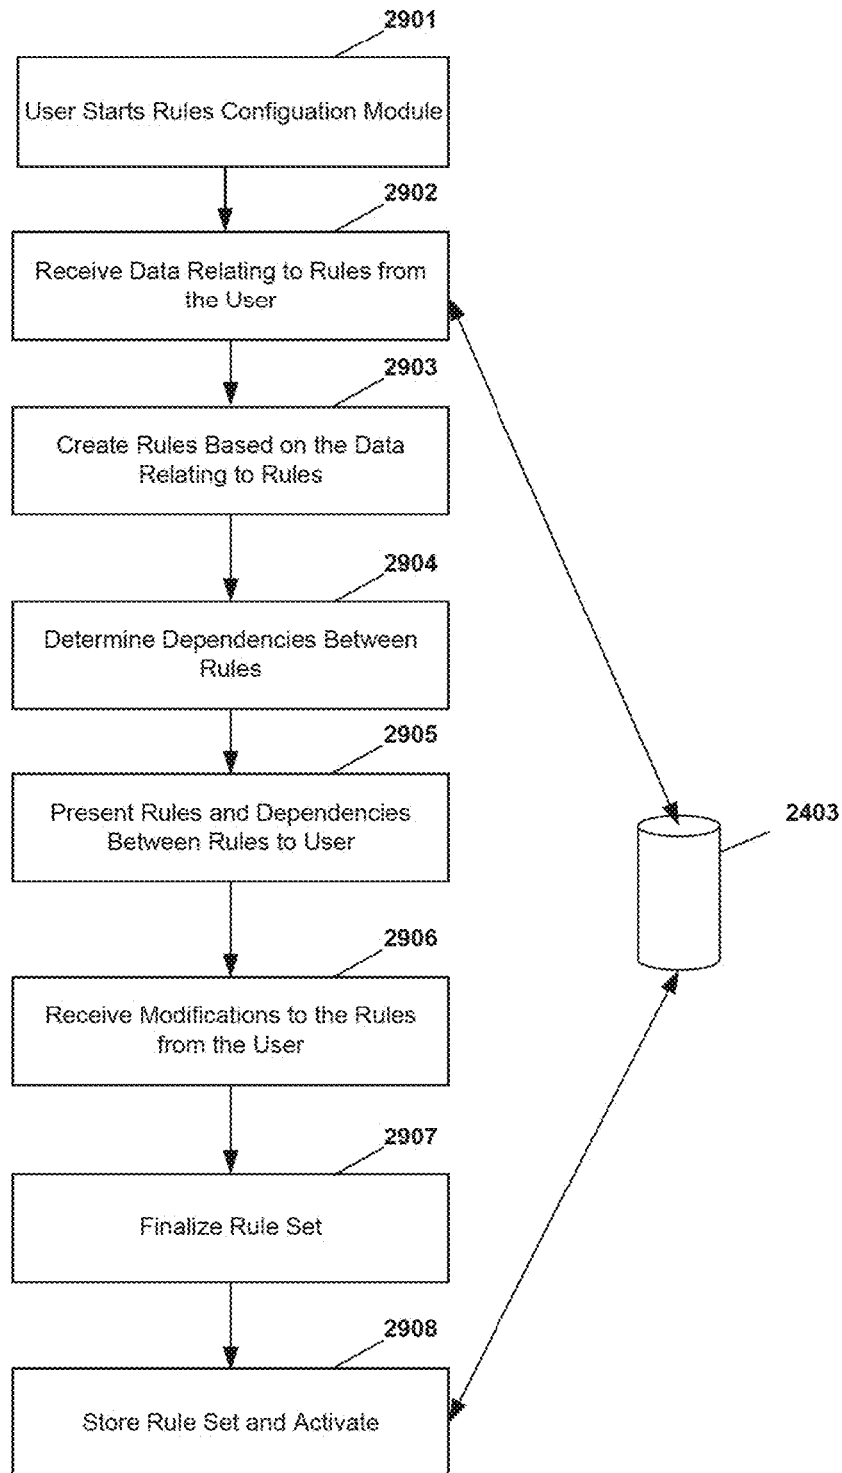 2901
User Starts Rules Configuation Module
2902
Receive Data Relating to Rules from
the User
2903
Create Rules Based on the Data
Relating to Rules
2904
Determine Dependencies Between
Rules
2905
Present Rules and Dependencies
Between Rules to User
2403
2906
Receive Modifications to the Rules
from the User
2907
Finalize Rule Set
2908
Store Rule Set and Activate